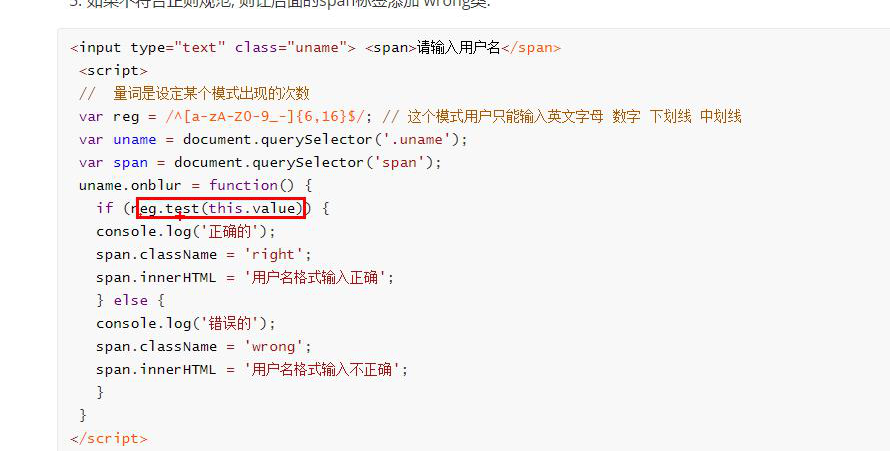 3. 如果不符合正则规范, 则让后面的span标签添加 wrong类.
<input type="text" class="uname"> <span>请输入用户名</span>
<script>
// 量词是设定某个模式出现的次数
var reg = /^[a-zA-Z0-9_-]{6,16}$/; // 这个模式用户只能输入英文字母 数字 下划线 中划线
var uname = document.querySelector('.uname');
var span = document.querySelector('span');
uname.onblur = function() {
if (reg.test(this.value)) {
console.log('正确的');
span.className = 'right';
span.innerHTML = '用户名格式输入正确';
} else {
console.log('错误的');
span.className = 'wrong';
span.innerHTML = '用户名格式输入不正确';
}
}
</script>